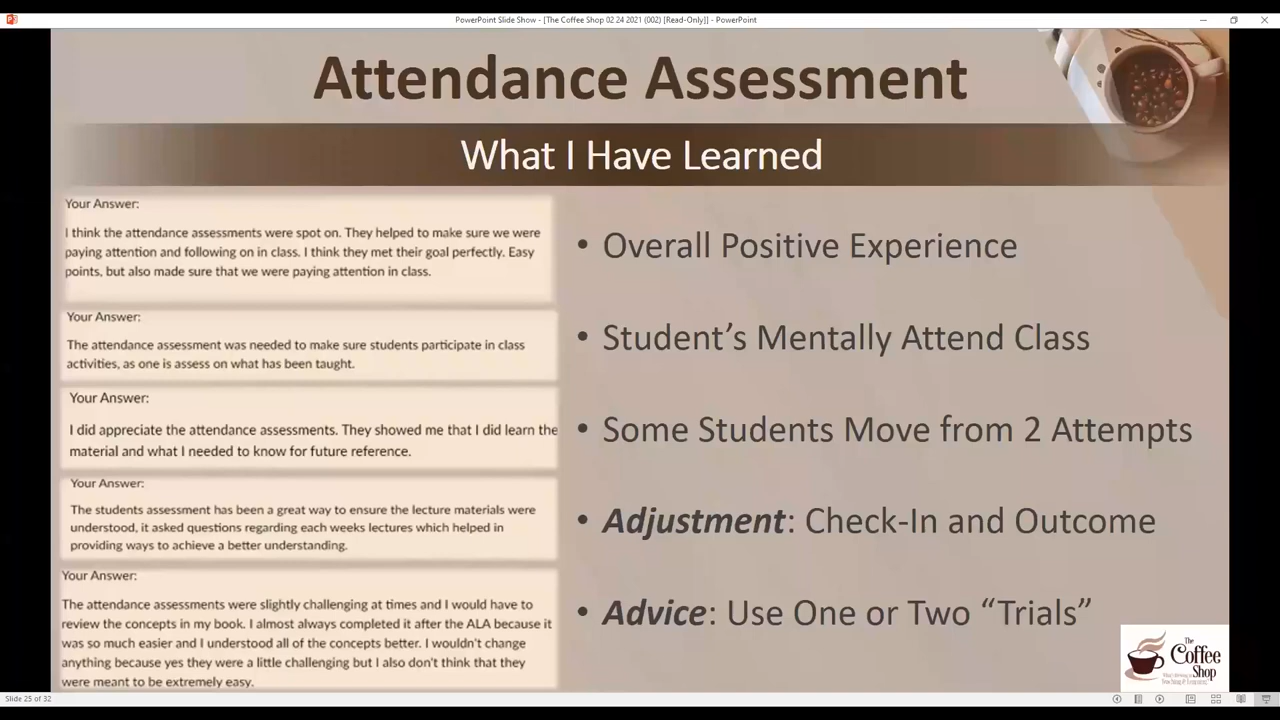 PowerPoint Slide Show - [The Coffee Shop 02 24 2021 (002) [Read-Only]] - PowerPoint
Attendance Assessment
What I Have Learned
Your Answer:
I think the attendance assessments were spot on. They helped to make sure we were
paying attention and following on in class. I think they met their goal perfectly. Easy
points, but also made sure that we were paying attention in class.
Your Answer:
The attendance assessment was needed to make sure students participate in class
activities, as one is assess on what has been taught.
Your Answer:
I did appreciate the attendance assessments. They showed me that I did learn the
material and what I needed to know for future reference.
Your Answer:
The students assessment has been a great way to ensure the lecture materials were
understood, it asked questions regarding each weeks lectures which helped in
providing ways to achieve a better understanding.
Your Answer:
The attendance assessments were slightly challenging at times and I would have to
review the concepts in my book. I almost always completed it after the ALA because it
was so much easier and I understood all of the concepts better. I wouldn't change
anything because yes they were a little challenging but I also don't think that they
were meant to be extremely easy.
• Overall Positive Experience
• Student's Mentally Attend Class
• Some Students Move from 2 Attempts
• Adjustment: Check-In and Outcome
• Advice: Use One or Two “Trials”
The
Coffee
Shop
Teaching & Learning
Slide 25 of 32